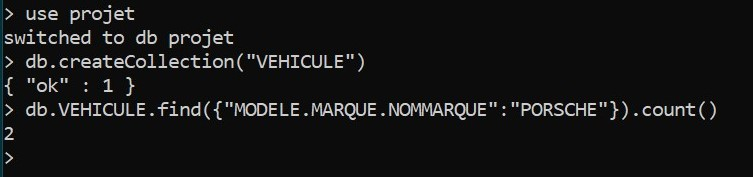 > use projet
switched to db projet
> db.createCollection("VEHICULE")
{ "ok" : 1 }
> db.VEHICULE.find({"MODELE.MARQUE.NOMMARQUE":"PORSCHE"}).count()
2
>